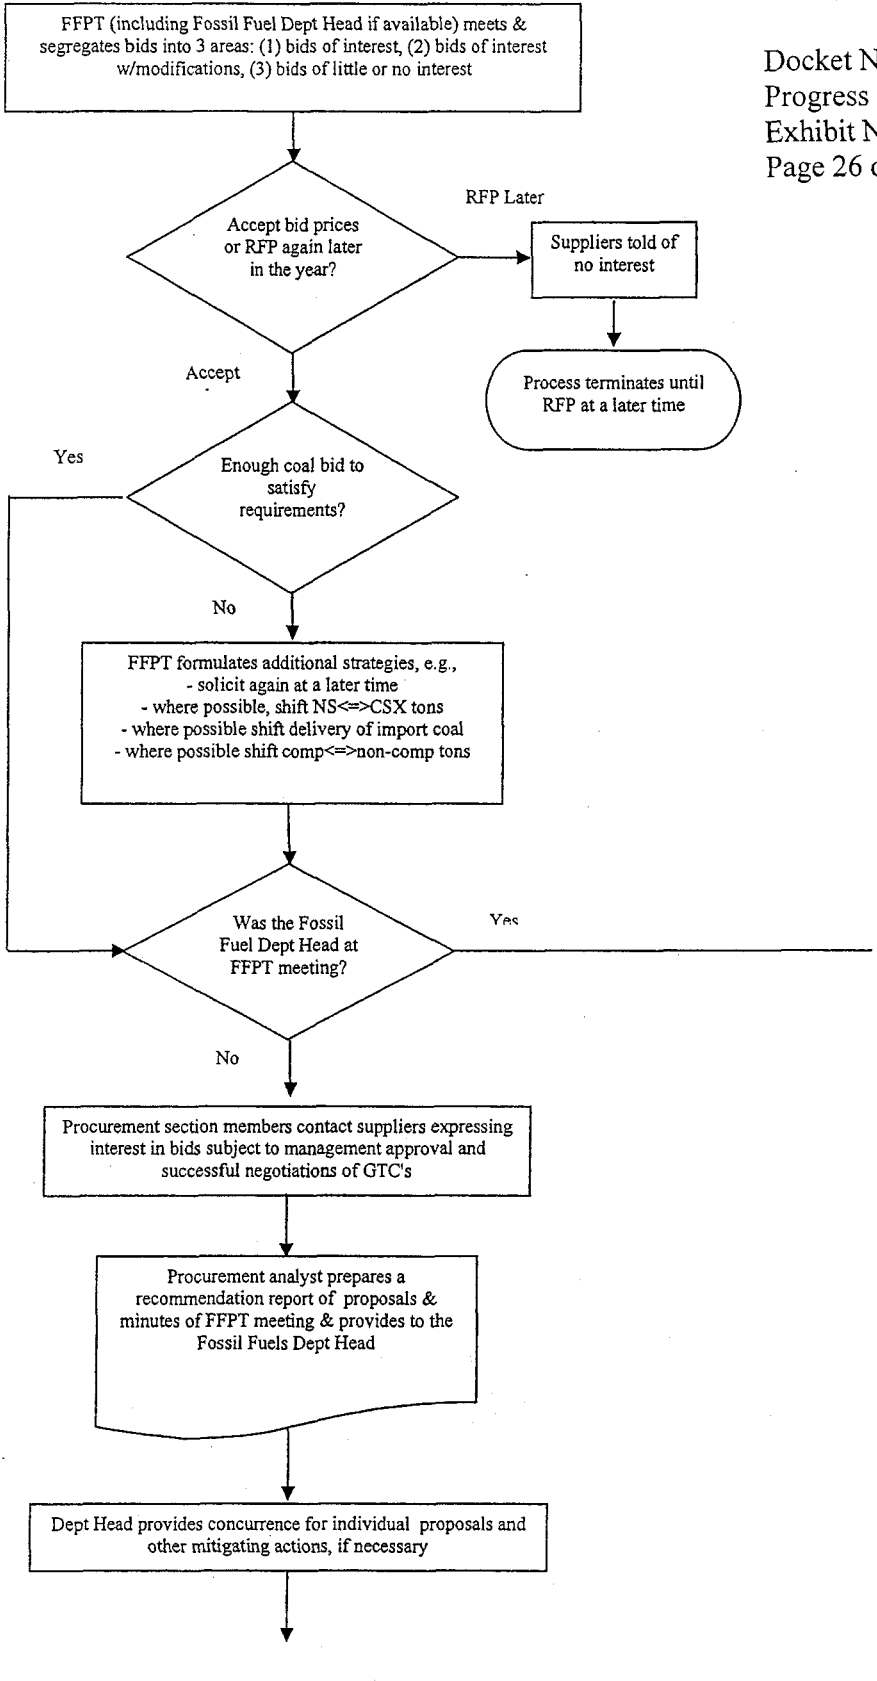 FFPT (including Fossil Fuel Dept Head if available) meets &
segregates bids into 3 areas: (1) bids of interest, (2) bids of interest
w/modifications, (3) bids of little or no interest
Docket N
Progress
Exhibit N
Page 26 o
RFP Later
Accept bid prices
or RFP again later
in the year?
Suppliers told of
no interest
Accept
Process terminates until
RFP at a later time
Yes
Enough coal bid to
satisfy
requirements?
No
FFPT formulates additional strategies, e.g.,
- solicit again at a later time
- where possible, shift NS<=>CSX tons
- where possible shift delivery of import coal
- where possible shift comp<=>non-comp tons
Was the Fossil
Fuel Dept Head at
FFPT meeting?
Yes
No
Procurement section members contact suppliers expressing
interest in bids subject to management approval and
successful negotiations of GTC's
Procurement analyst prepares a
recommendation report of proposals &
minutes of FFPT meeting & provides to the
Fossil Fuels Dept Head
Dept Head provides concurrence for individual proposals and
other mitigating actions, if necessary